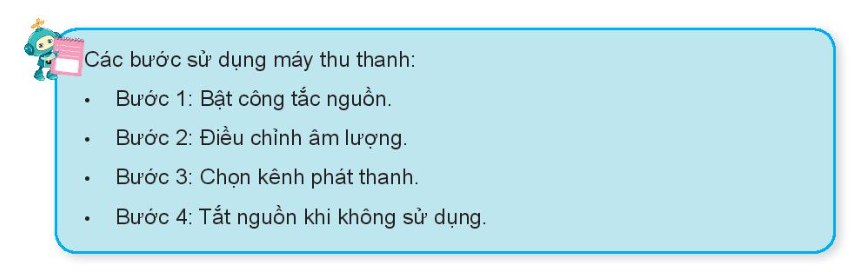 Các bước sử dụng máy thu thanh:
• Bước 1: Bật công tắc nguồn.
• Bước 2: Điều chỉnh âm lượng.
• Bước 3: Chọn kênh phát thanh.
• Bước 4: Tắt nguồn khi không sử dụng.